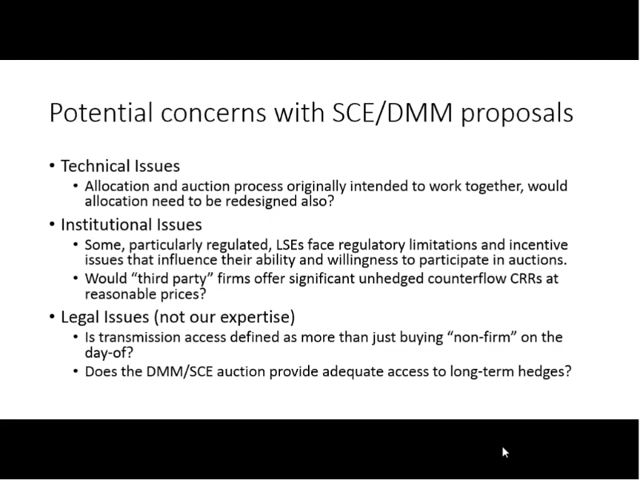 Potential concerns with SCE/DMM proposals
• Technical Issues
• Allocation and auction process originally intended to work together, would
allocation need to be redesigned also?
• Institutional Issues
• Some, particularly regulated, LSEs face regulatory limitations and incentive
issues that influence their ability and willingness to participate in auctions.
• Would “third party” firms offer significant unhedged counterflow CRRs at
reasonable prices?
• Legal Issues (not our expertise)
• Is transmission access defined as more than just buying “non-firm” on the
day-of?
• Does the DMM/SCE auction provide adequate access to long-term hedges?